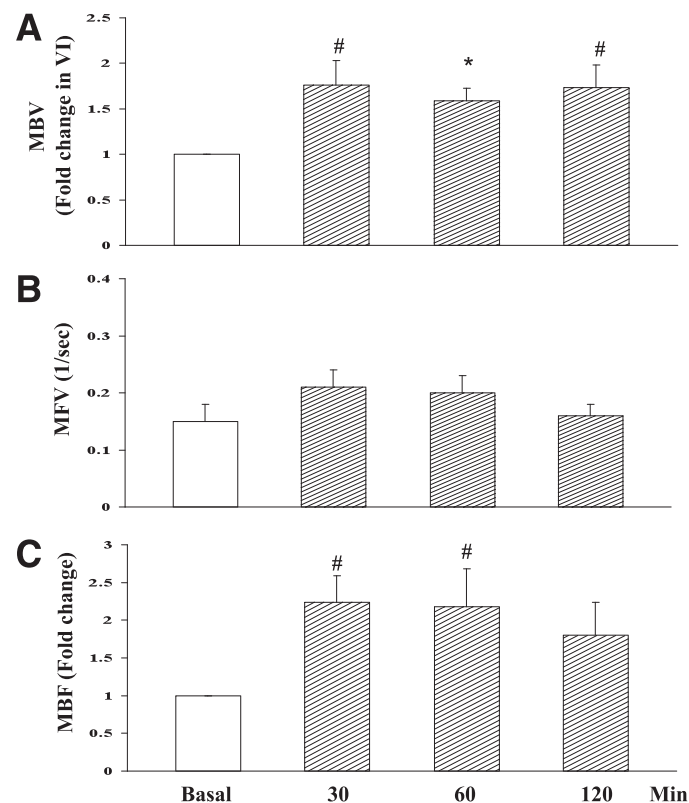 A
MBV
(Fold change in VI)
2.5
2
1.5
1
0.5
0
#
*
#
B
MFV (1/sec)
0.4
0.3
0.2
0.1
0
C
MBF (Fold change)
3
2.5
2
1.5
1
0.5
0
#
#
Basal 30 60 120 Min